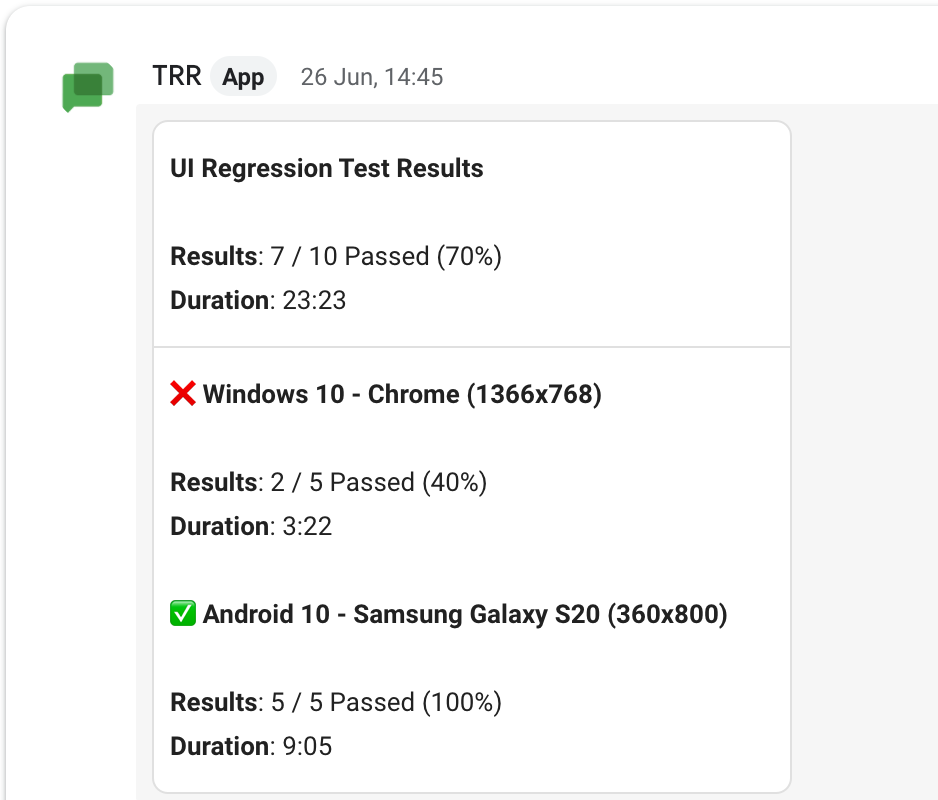 TRR App 26 Jun, 14:45
UI Regression Test Results
Results: 7 / 10 Passed (70%)
Duration: 23:23
❌ Windows 10 - Chrome (1366x768)
Results: 2 / 5 Passed (40%)
Duration: 3:22
✅ Android 10 - Samsung Galaxy S20 (360x800)
Results: 5 / 5 Passed (100%)
Duration: 9:05